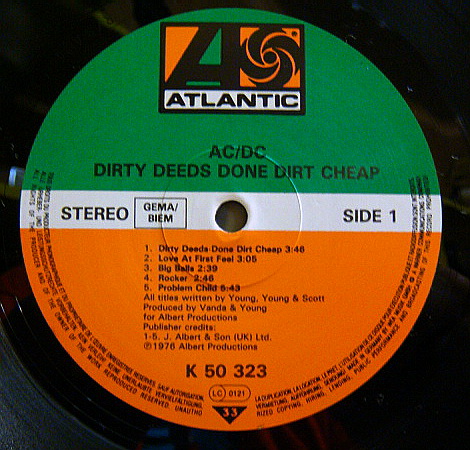 ATLANTIC
AC/DC
DIRTY DEEDS DONE DIRT CHEAP
STEREO
GEMA/
BIEM
SIDE 1
1. Dirty Deeds Done Dirt Cheap 3:46
2. Love At First Feel 3:05
3. Big Balls 2:39
4. Rocker 2:46
5. Problem Child 5:43
All titles written by Young, Young & Scott
Produced by Vanda & Young
for Albert Productions
Publisher credits:
1-5. J. Albert & Son (UK) Ltd.
℗1976 Albert Productions
K 50 323
LC 0121
33